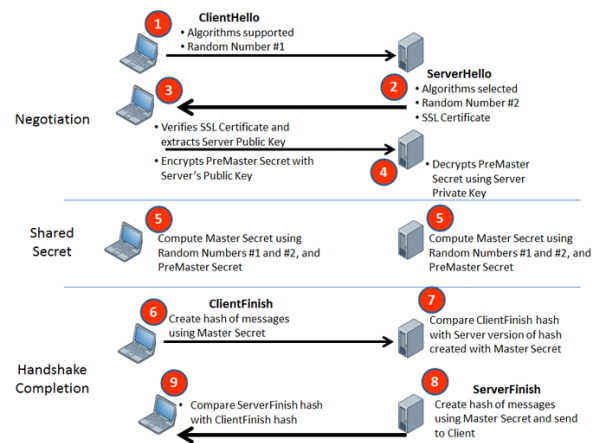 1
ClientHello
• Algorithms supported
• Random Number #1
Negotiation
2
ServerHello
• Algorithms selected
• Random Number #2
• SSL Certificate
3
• Verifies SSL Certificate and
extracts Server Public Key
• Encrypts PreMaster Secret with
Server's Public Key
4
• Decrypts PreMaster
Secret using Server
Private Key
Shared
Secret
5
Compute Master Secret using
Random Numbers #1 and #2, and
PreMaster Secret
5
Compute Master Secret using
Random Numbers #1 and #2, and
PreMaster Secret
Handshake
Completion
6
ClientFinish
Create hash of messages
using Master Secret
7
Compare ClientFinish hash
with Server version of hash
created with Master Secret
8
ServerFinish
Create hash of messages
using Master Secret and send
to Client
9
• Compare ServerFinish hash
with ClientFinish hash